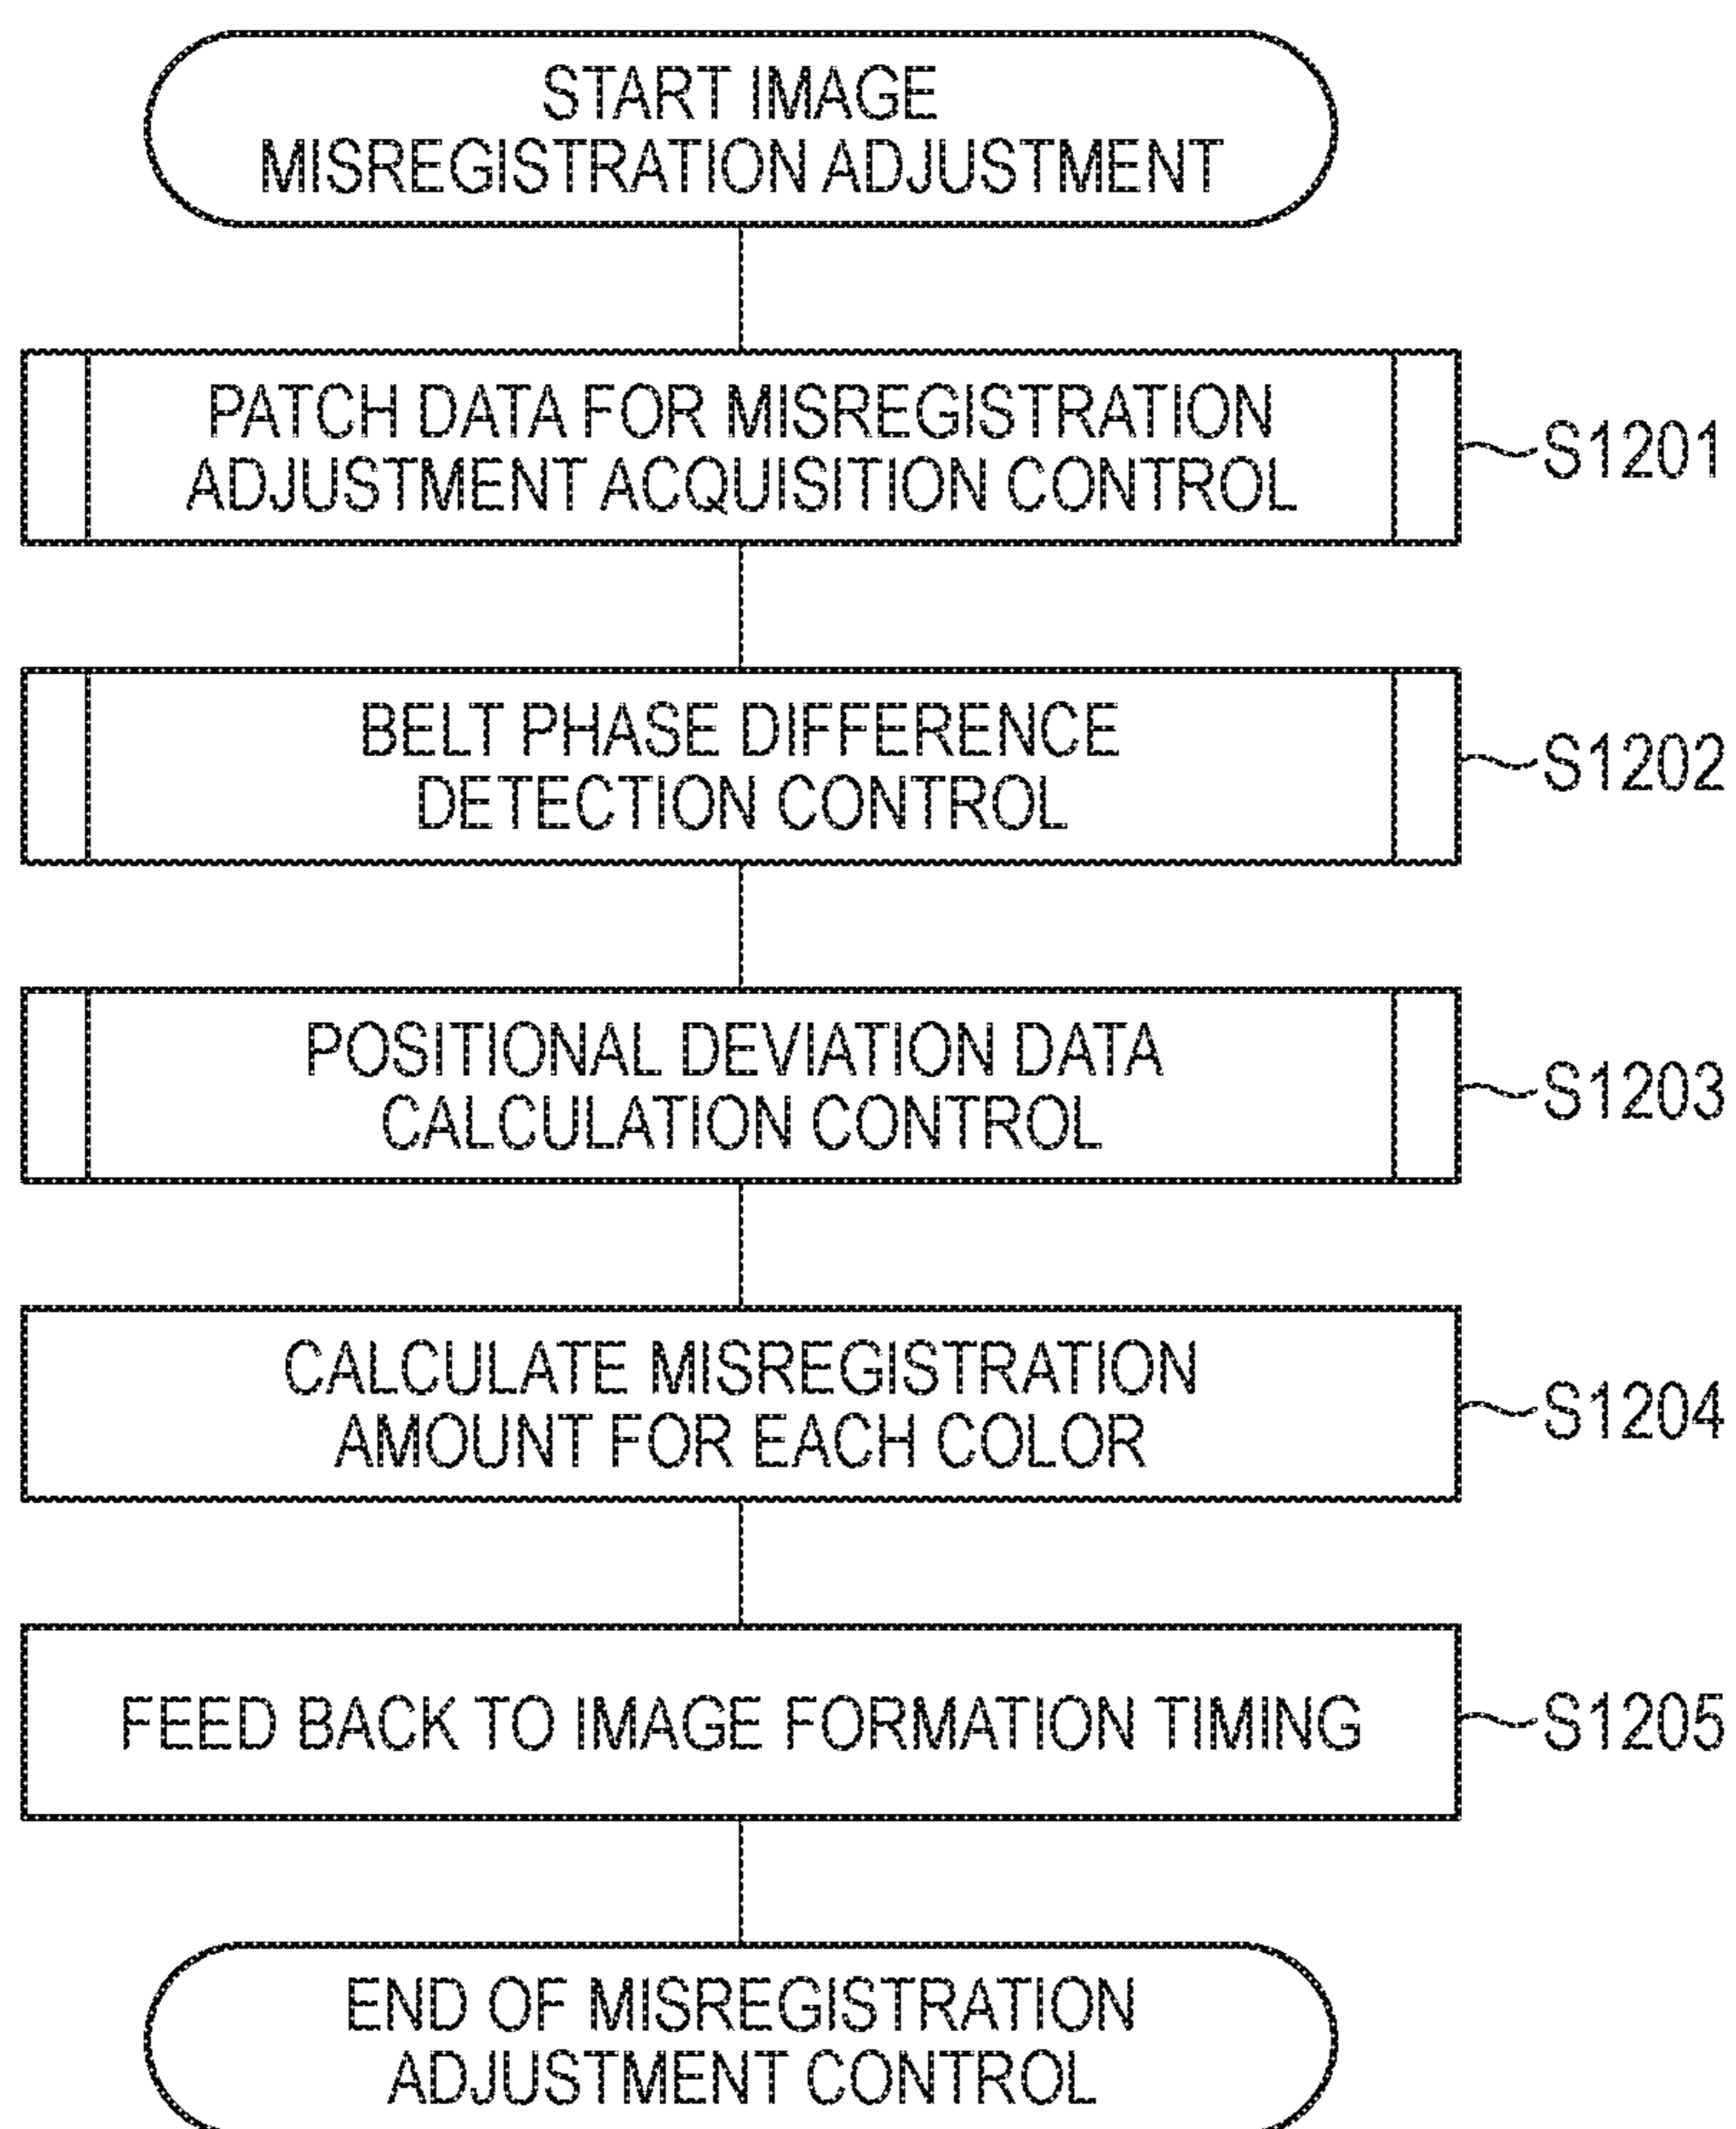 START IMAGE
MISREGISTRATION ADJUSTMENT
PATCH DATA FOR MISREGISTRATION
ADJUSTMENT ACQUISITION CONTROL
S1201
BELT PHASE DIFFERENCE
DETECTION CONTROL
S1202
POSITIONAL DEVIATION DATA
CALCULATION CONTROL
S1203
CALCULATE MISREGISTRATION
AMOUNT FOR EACH COLOR
S1204
FEED BACK TO IMAGE FORMATION TIMING
S1205
END OF MISREGISTRATION
ADJUSTMENT CONTROL